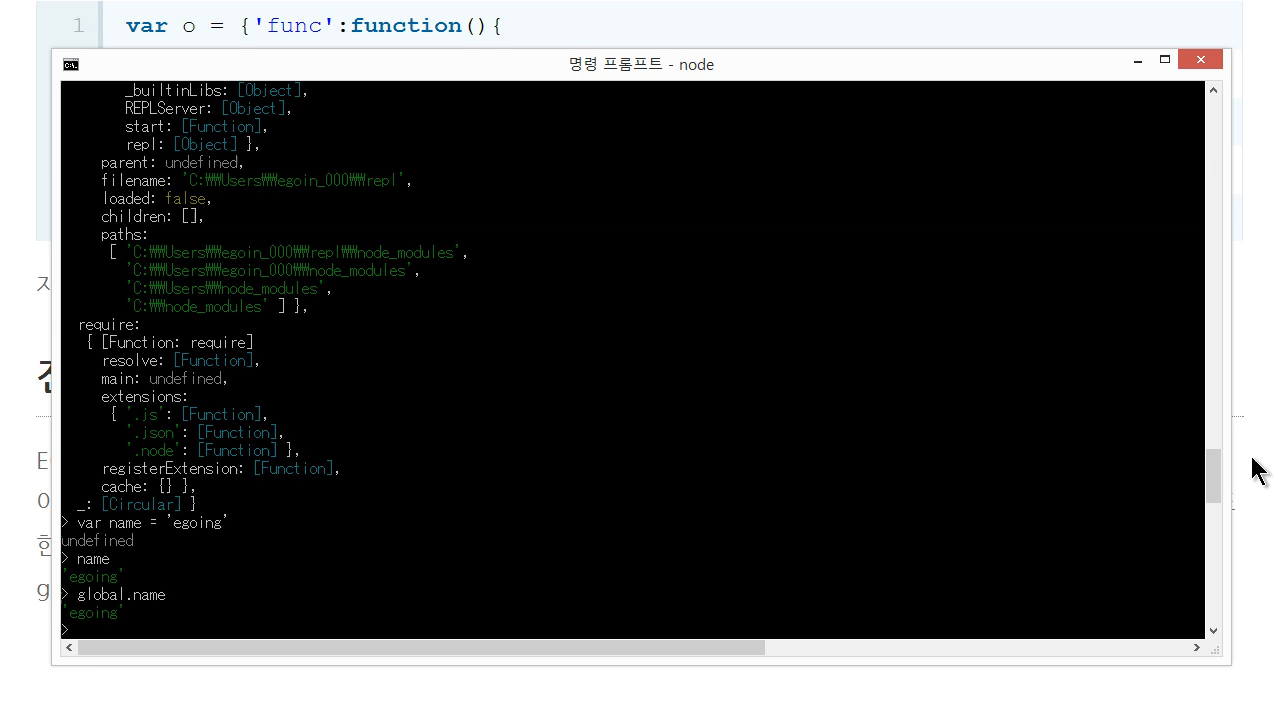 1 var o = {'func':function(){
명령 프롬프트 - node
_builtinLibs: [Object],
REPLServer: [Object],
start: [Function],
repl: [Object] },
parent: undefined,
filename: 'C:₩₩Users₩₩egoin_000₩₩repl',
loaded: false,
children: [],
paths:
[ 'C:₩₩Users₩₩egoin_000₩₩repl₩₩node_modules',
'C:₩₩Users₩₩egoin_000₩₩node_modules',
'C:₩₩Users₩₩node_modules',
'C:₩₩node_modules' ] },
require:
{ [Function: require]
resolve: [Function],
main: undefined,
extensions:
{ '.js': [Function],
'.json': [Function],
'.node': [Function] },
registerExtension: [Function],
cache: {} },
_: [Circular] }
> var name = 'egoing'
undefined
> name
'egoing'
> global.name
'egoing'
>